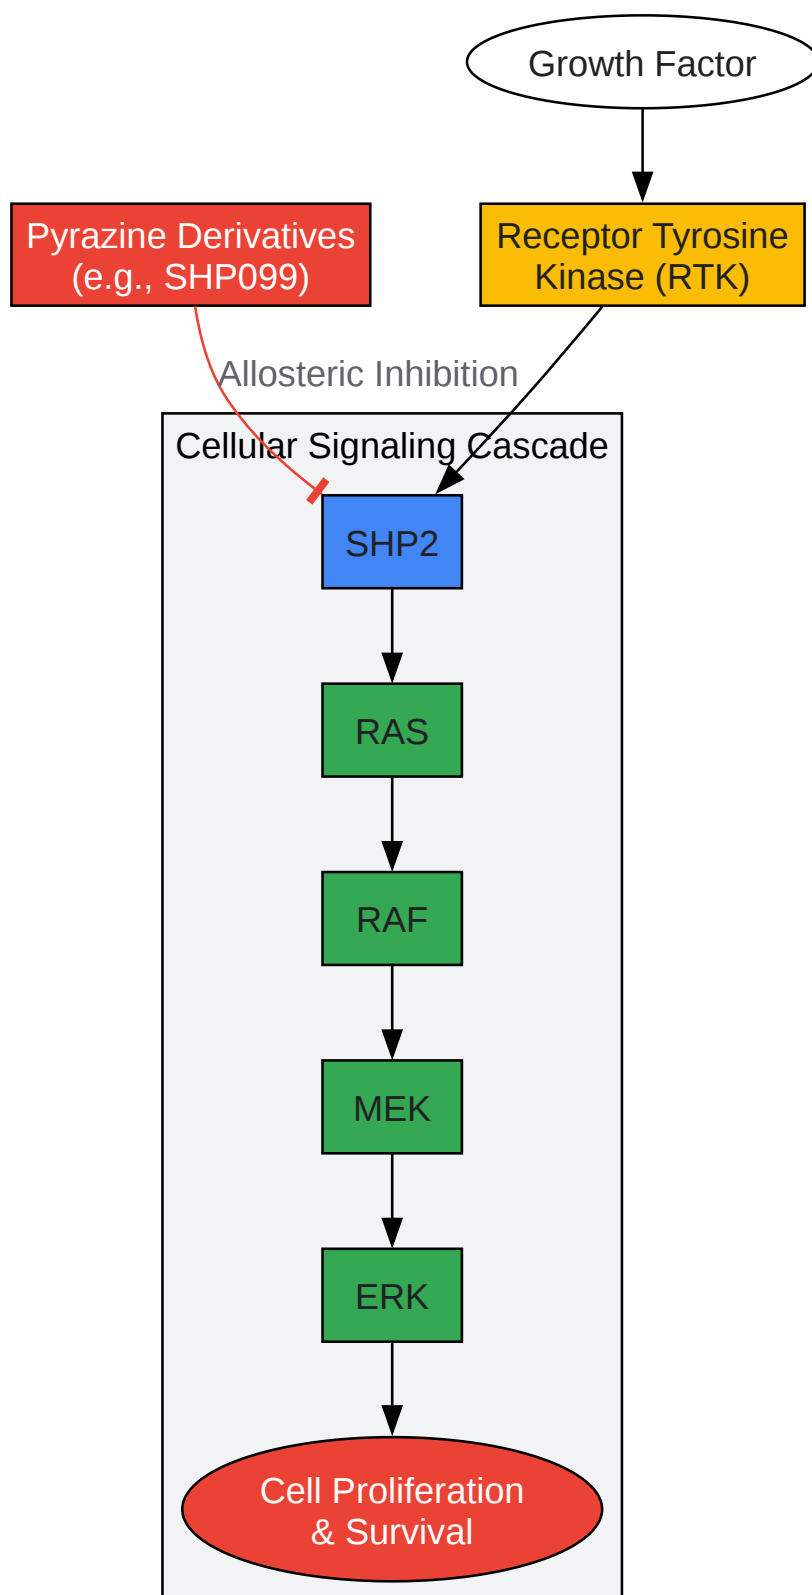 Growth Factor
Pyrazine Derivatives
(e.g., SHP099)
Receptor Tyrosine
Kinase (RTK)
Allosteric Inhibition
Cellular Signaling Cascade
SHP2
RAS
RAF
MEK
ERK
Cell Proliferation
& Survival